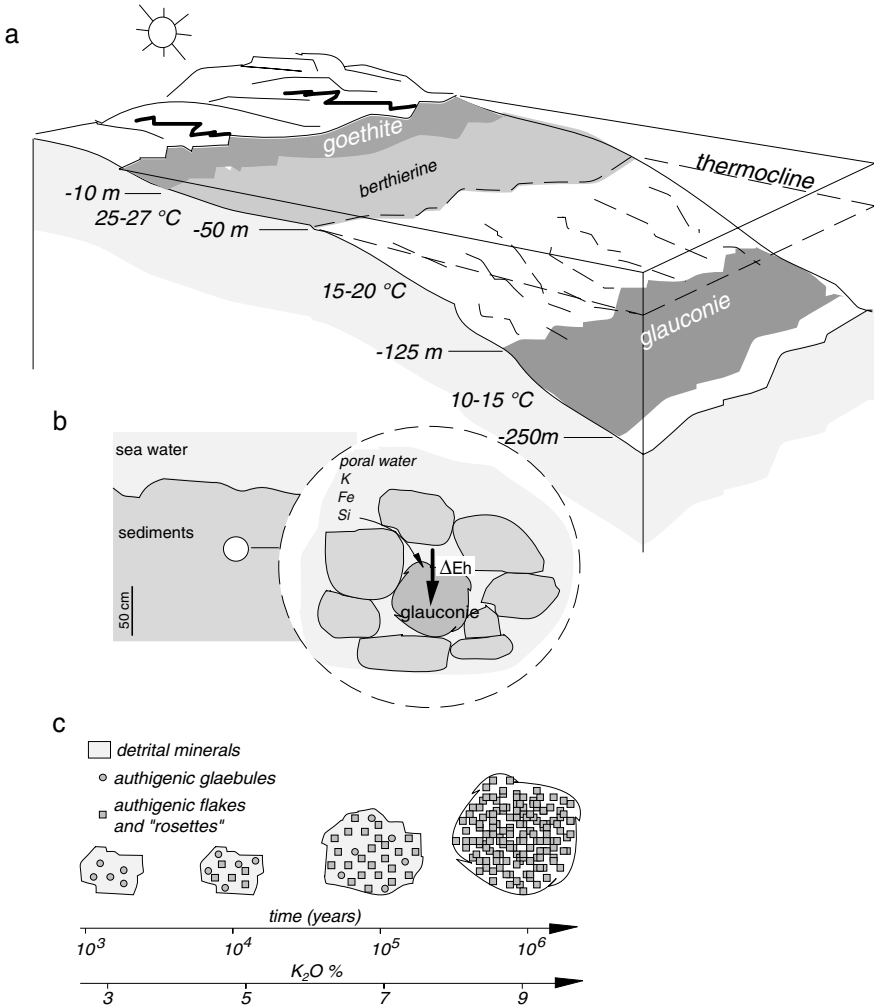 a
goethite
berthierine
thermocline
-10 m
25-27 °C
-50 m
15-20 °C
glauconie
-125 m
10-15 °C
-250m
b
sea water
sediments
50 cm
poral water
K
Fe
Si
ΔEh
glauconie
c
detrital minerals
authigenic glaebules
authigenic flakes
and "rosettes"
time (years)
10³ 10⁴ 10⁵ 10⁶
K₂O %
3 5 7 9